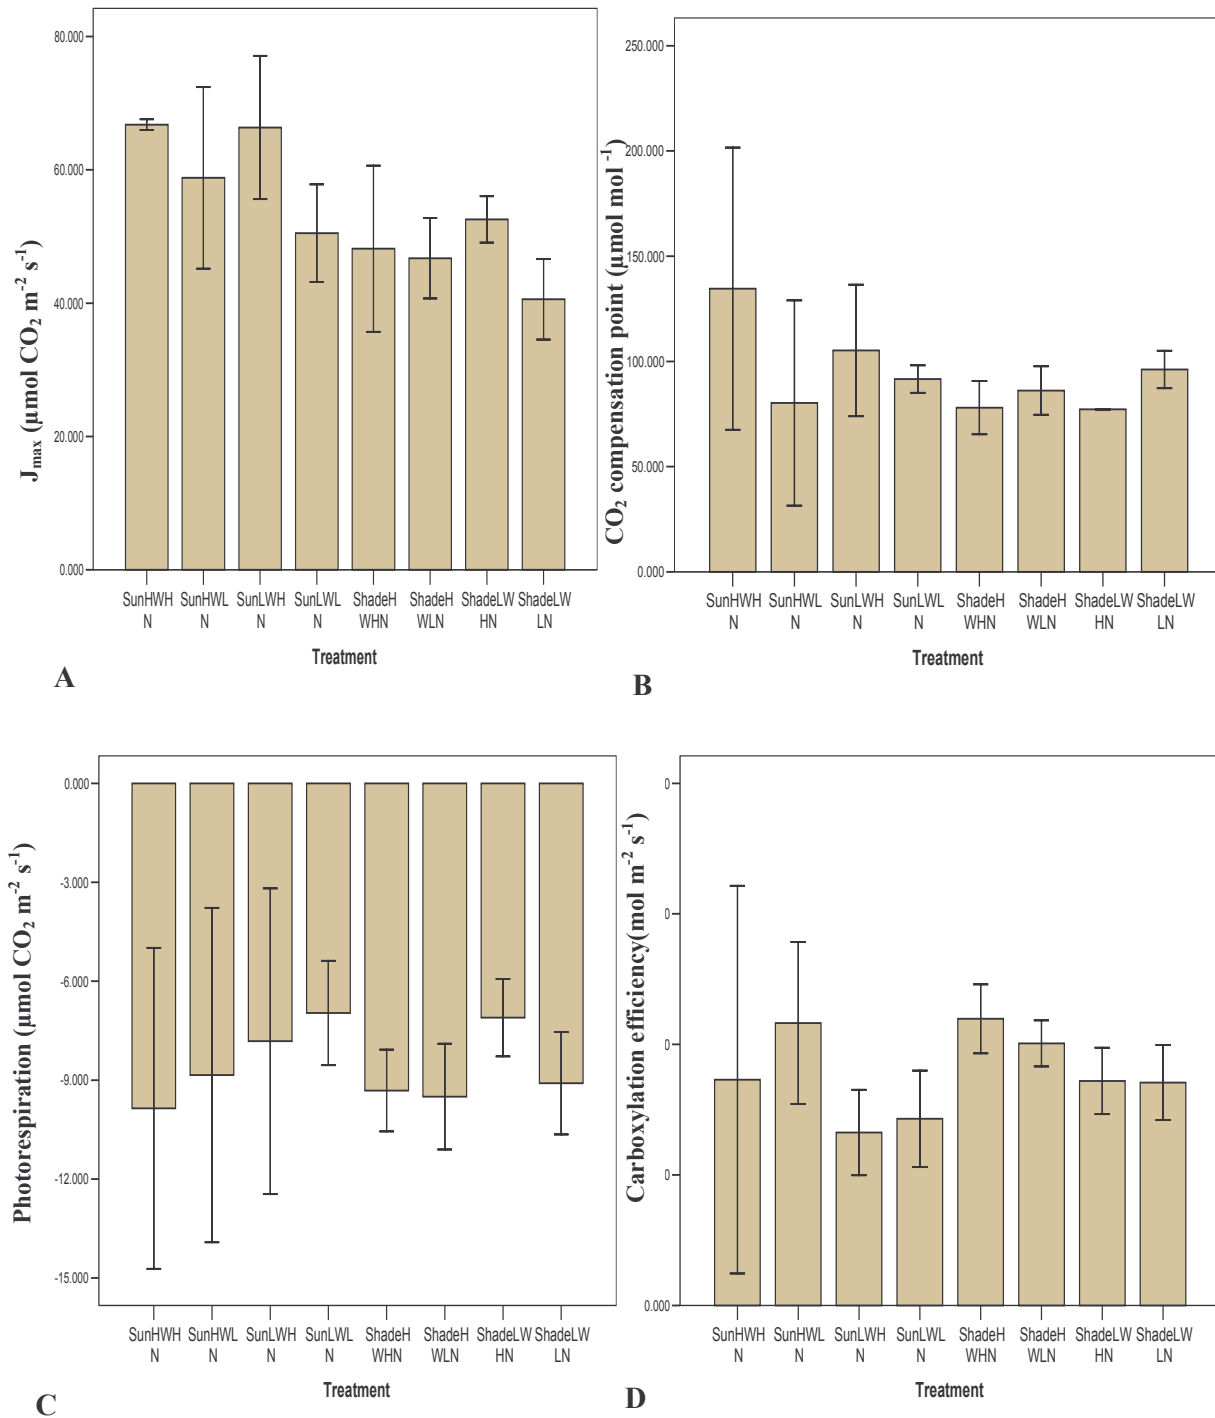 80.000
60.000
40.000
20.000
0.000
J_max (µmol CO₂ m⁻² s⁻¹)
SunHWH SunHWL SunLWH SunLWL ShadeH ShadeH ShadeLW ShadeLW
N N N N WHN WLN HN LN
Treatment
A
250.000
200.000
150.000
100.000
50.000
0.000
CO₂ compensation point (µmol mol ⁻¹)
SunHWH SunHWL SunLWH SunLWL ShadeH ShadeH ShadeLW ShadeLW
N N N N WHN WLN HN LN
Treatment
B
0.000
-3.000
-6.000
-9.000
-12.000
-15.000
Photorespiration (µmol CO₂ m⁻² s⁻¹)
SunHWH SunHWL SunLWH SunLWL ShadeH ShadeH ShadeLW ShadeLW
N N N N WHN WLN HN LN
Treatment
C
0
0
0
0
0.000
Carboxylation efficiency(mol m⁻² s⁻¹)
SunHWH SunHWL SunLWH SunLWL ShadeH ShadeH ShadeLW ShadeLW
N N N N WHN WLN HN LN
Treatment
D